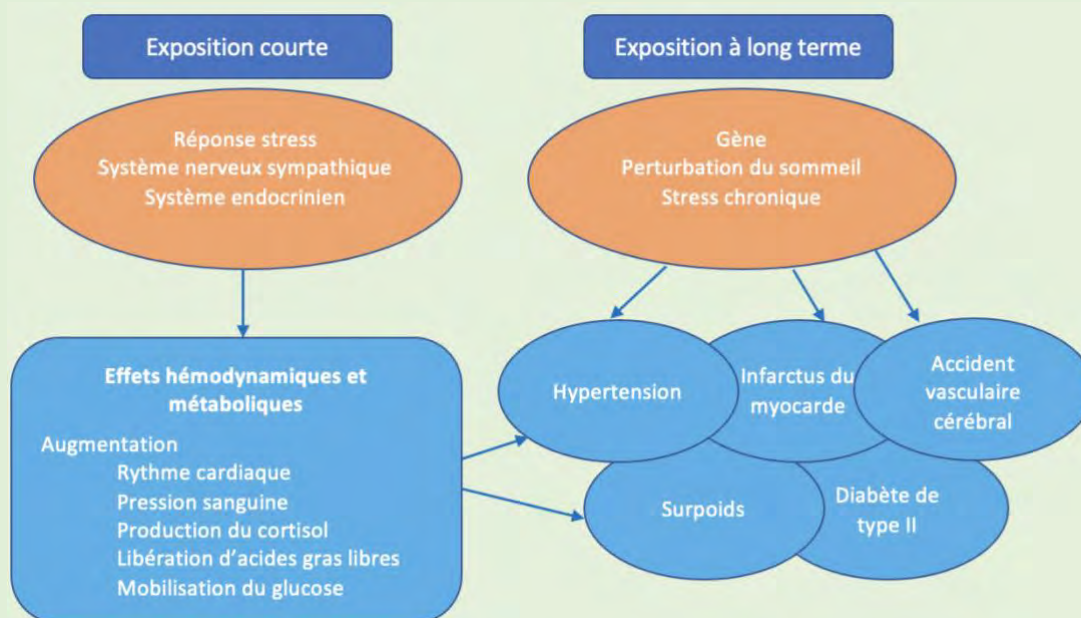 Exposition courte
Exposition à long terme
Réponse stress
Système nerveux sympathique
Système endocrinien
Gène
Perturbation du sommeil
Stress chronique
Effets hémodynamiques et
métaboliques
Augmentation
Rythme cardiaque
Pression sanguine
Production du cortisol
Libération d'acides gras libres
Mobilisation du glucose
Hypertension
Infarctus du
myocarde
Accident
vasculaire
cérébral
Surpoids
Diabète de
type II